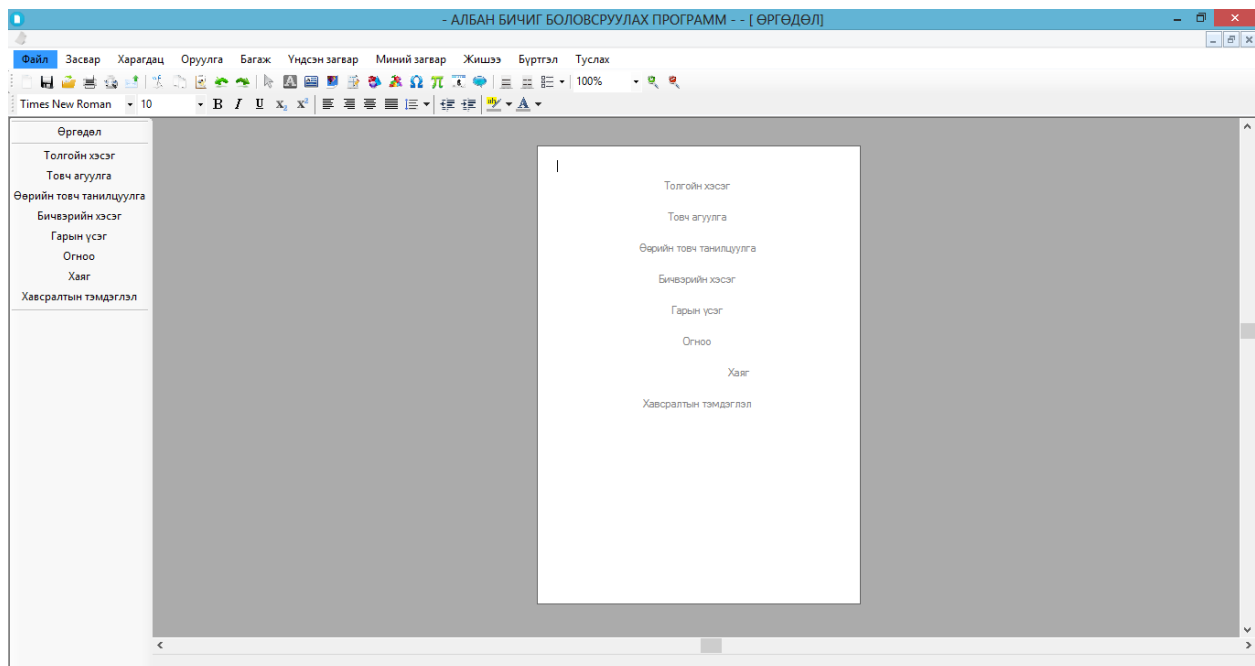 - АЛБАН БИЧИГ БОЛОВСРУУЛАХ ПРОГРАММ - - [ ӨРГӨДӨЛ]
Файл Засвар Харагдац Оруулга Багаж Үндсэн загвар Миний загвар Жишээ Бүртгэл Туслах
100%
Times New Roman 10 B I U X₂ X² A
Өргөдөл
Толгойн хэсэг
Товч агуулга
Өөрийн товч танилцуулга
Бичвэрийн хэсэг
Гарын үсэг
Огноо
Хаяг
Хавсралтын тэмдэглэл
Толгойн хэсэг
Товч агуулга
Өөрийн товч танилцуулга
Бичвэрийн хэсэг
Гарын үсэг
Огноо
Хаяг
Хавсралтын тэмдэглэл